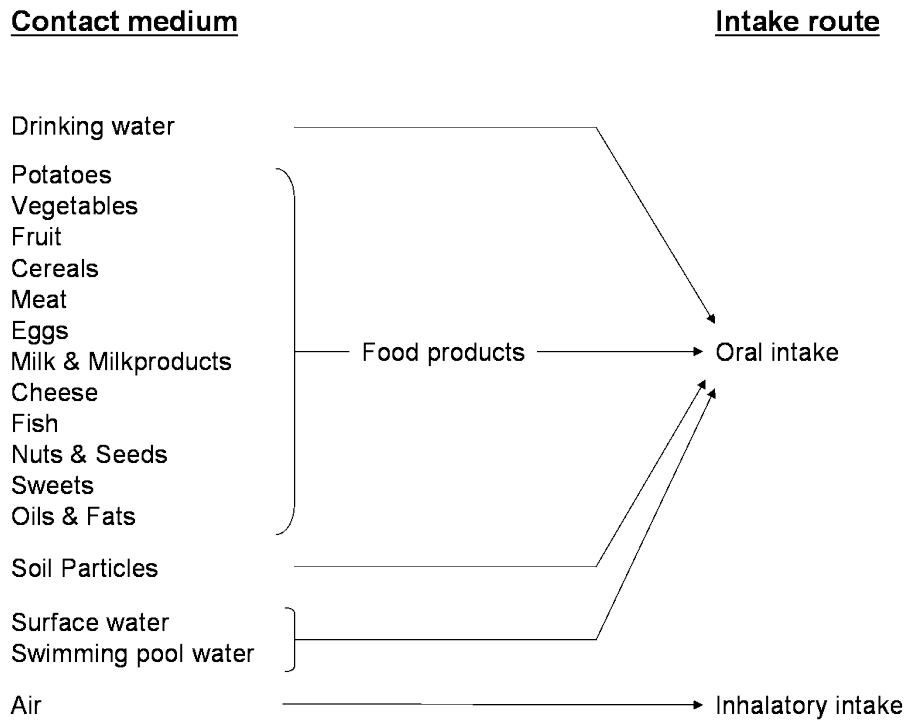 Contact medium
Intake route
Drinking water
Potatoes
Vegetables
Fruit
Cereals
Meat
Eggs
Milk & Milkproducts
Cheese
Fish
Nuts & Seeds
Sweets
Oils & Fats
Food products
Oral intake
Soil Particles
Surface water
Swimming pool water
Air
Inhalatory intake